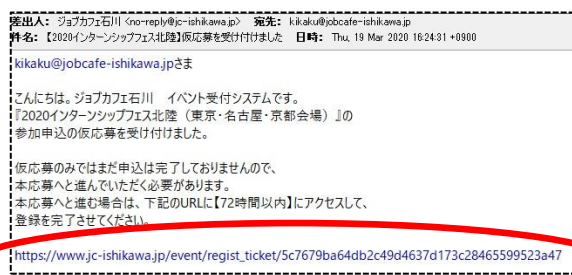 差出人： ジョブカフェ石川 <no-reply@jc-ishikawa.jp> 宛先： kikaku@jobcafe-ishikawa.jp
件名： 【2020インターンシップフェス北陸】仮応募を受け付けました 日時： Thu, 19 Mar 2020 16:24:31 +0900
kikaku@jobcafe-ishikawa.jpさま
こんにちは。ジョブカフェ石川　イベント受付システムです。
『2020インターンシップフェス北陸（東京・名古屋・京都会場）』の
参加申込の仮応募を受け付けました。
仮応募のみではまだ申込は完了しておりませんので、
本応募へと進んでいただく必要があります。
本応募へと進む場合は、下記のURLに【72時間以内】にアクセスして、
登録を完了させてください。
https://www.jc-ishikawa.jp/event/regist_ticket/5c7679ba64db2c49d4637d173c28465599523a47